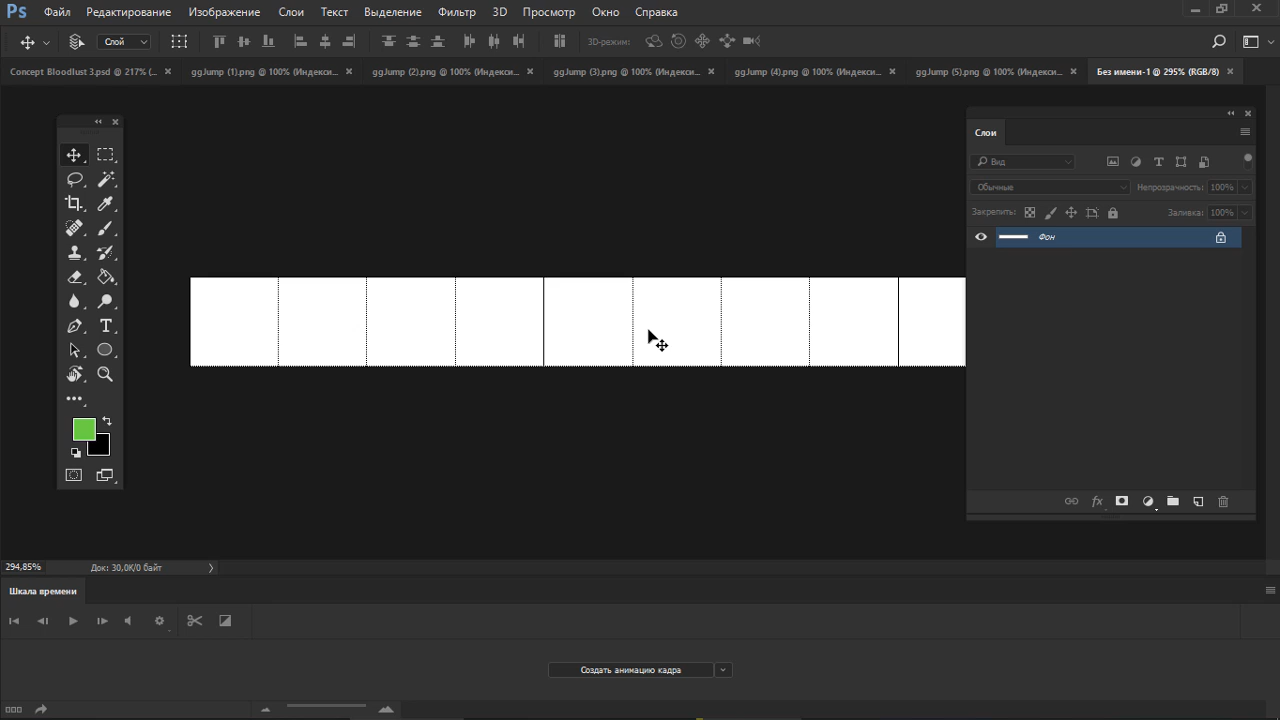 Ps Файл Редактирование Изображение Слои Текст Выделение Фильтр 3D Просмотр Окно Справка
Слой 3D-режим:
Concept Bloodlust 3.psd @ 217% (... ggJump (1).png @ 100% (Индекси... ggJump (2).png @ 100% (Индекси... ggJump (3).png @ 100% (Индекси... ggJump (4).png @ 100% (Индекси... ggJump (5).png @ 100% (Индекси... Без имени-1 @ 295% (RGB/8)
Слои
Вид
Обычные Непрозрачность: 100%
Закрепить: Заливка: 100%
Фон
294,85% Док: 30,0K/0 байт
Шкала времени
Создать анимацию кадра